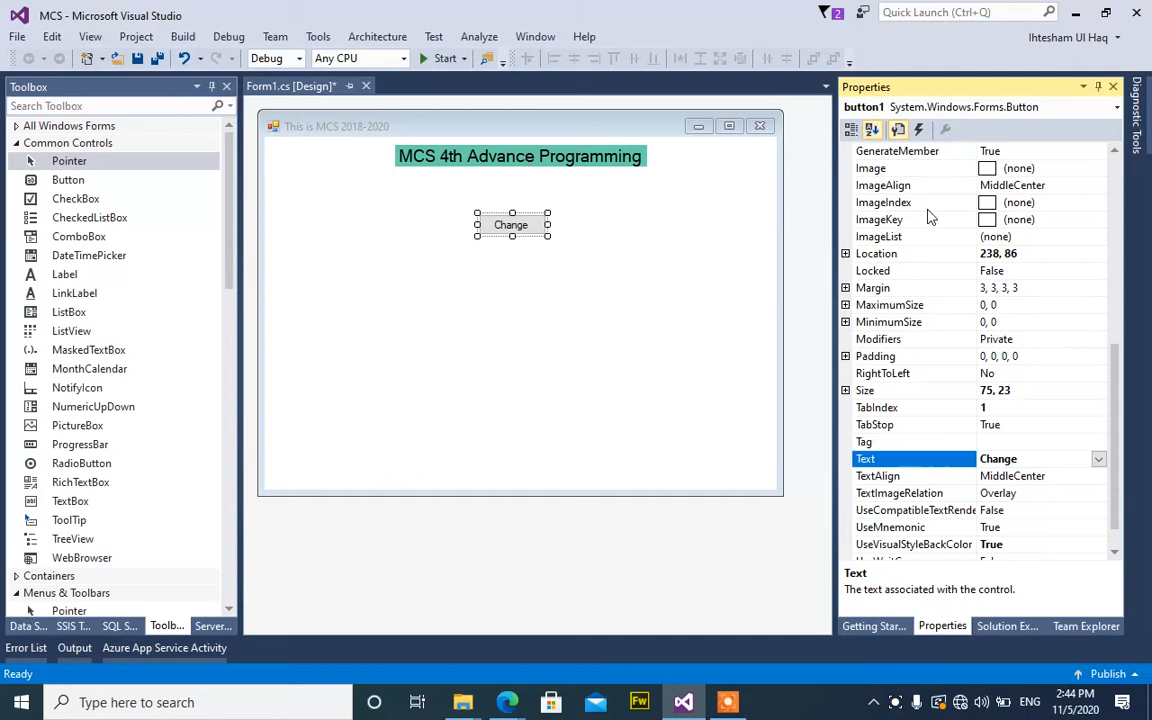 MCS - Microsoft Visual Studio
2
Quick Launch (Ctrl+Q)
File Edit View Project Build Debug Team Tools Architecture Test Analyze Window Help
Ihtesham Ul Haq
Debug Any CPU Start
Toolbox
Search Toolbox
All Windows Forms
Common Controls
Pointer
Button
CheckBox
CheckedListBox
ComboBox
DateTimePicker
Label
LinkLabel
ListBox
ListView
MaskedTextBox
MonthCalendar
NotifyIcon
NumericUpDown
PictureBox
ProgressBar
RadioButton
RichTextBox
TextBox
ToolTip
TreeView
WebBrowser
Containers
Menus & Toolbars
Pointer
Data S... SSIS T... SQL S... Toolb... Server...
Form1.cs [Design]*
This is MCS 2018-2020
MCS 4th Advance Programming
Change
Properties
button1 System.Windows.Forms.Button
GenerateMember True
Image (none)
ImageAlign MiddleCenter
ImageIndex (none)
ImageKey (none)
ImageList (none)
Location 238, 86
Locked False
Margin 3, 3, 3, 3
MaximumSize 0, 0
MinimumSize 0, 0
Modifiers Private
Padding 0, 0, 0, 0
RightToLeft No
Size 75, 23
TabIndex 1
TabStop True
Tag
Text Change
TextAlign MiddleCenter
TextImageRelation Overlay
UseCompatibleTextRende False
UseMnemonic True
UseVisualStyleBackColor True
Text
The text associated with the control.
Getting Star... Properties Solution Ex... Team Explorer
Diagnostic Tools
Error List Output Azure App Service Activity
Ready
Publish
Type here to search
Fw
ENG
2:44 PM
11/5/2020